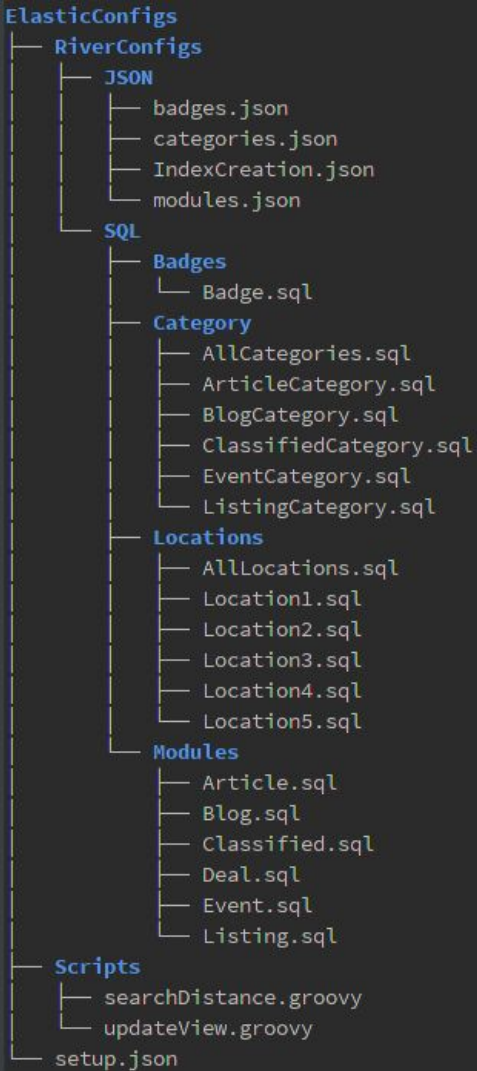 ElasticConfigs
├── RiverConfigs
│   ├── JSON
│   │   ├── badges.json
│   │   ├── categories.json
│   │   ├── IndexCreation.json
│   │   └── modules.json
│   └── SQL
│       ├── Badges
│       │   └── Badge.sql
│       ├── Category
│       │   ├── AllCategories.sql
│       │   ├── ArticleCategory.sql
│       │   ├── BlogCategory.sql
│       │   ├── ClassifiedCategory.sql
│       │   ├── EventCategory.sql
│       │   └── ListingCategory.sql
│       ├── Locations
│       │   ├── AllLocations.sql
│       │   ├── Location1.sql
│       │   ├── Location2.sql
│       │   ├── Location3.sql
│       │   ├── Location4.sql
│       │   └── Location5.sql
│       └── Modules
│           ├── Article.sql
│           ├── Blog.sql
│           ├── Classified.sql
│           ├── Deal.sql
│           ├── Event.sql
│           └── Listing.sql
├── Scripts
│   ├── searchDistance.groovy
│   └── updateView.groovy
└── setup.json